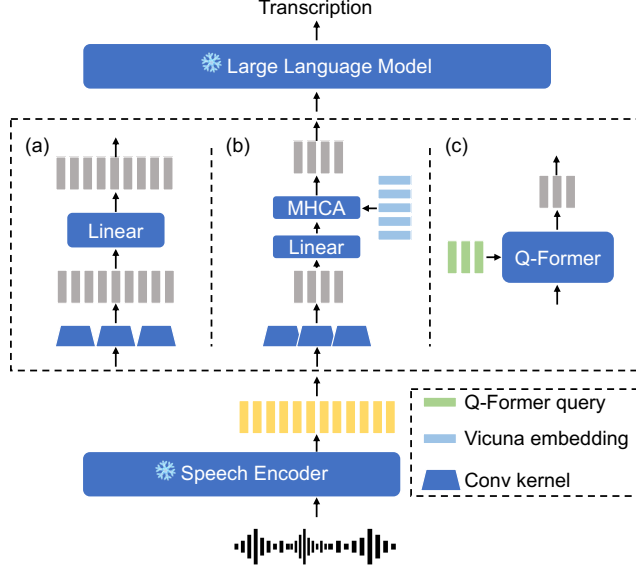 Transcription
Large Language Model
(a)
(b)
(c)
MHCA
Linear
Linear
Q-Former
Q-Former query
Vicuna embedding
Speech Encoder
Conv kernel